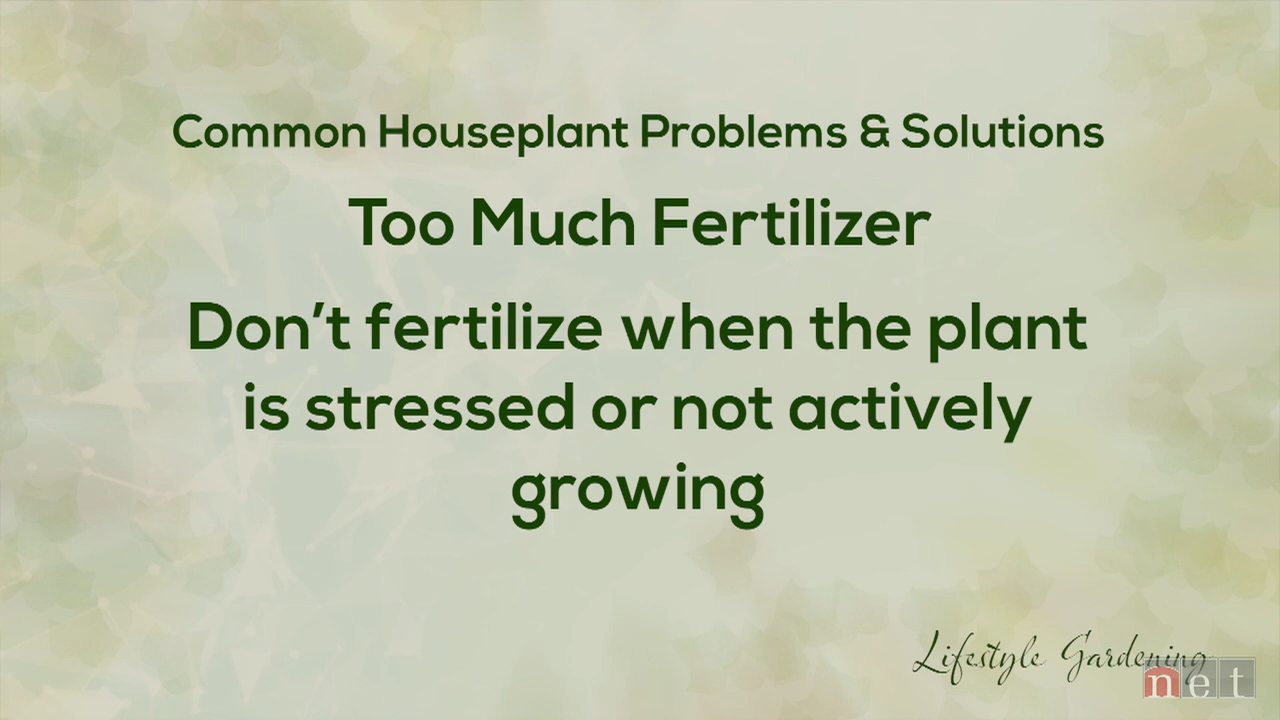 Common Houseplant Problems & Solutions
Too Much Fertilizer
Don’t fertilize when the plant
is stressed or not actively
growing
Lifestyle Gardening
net